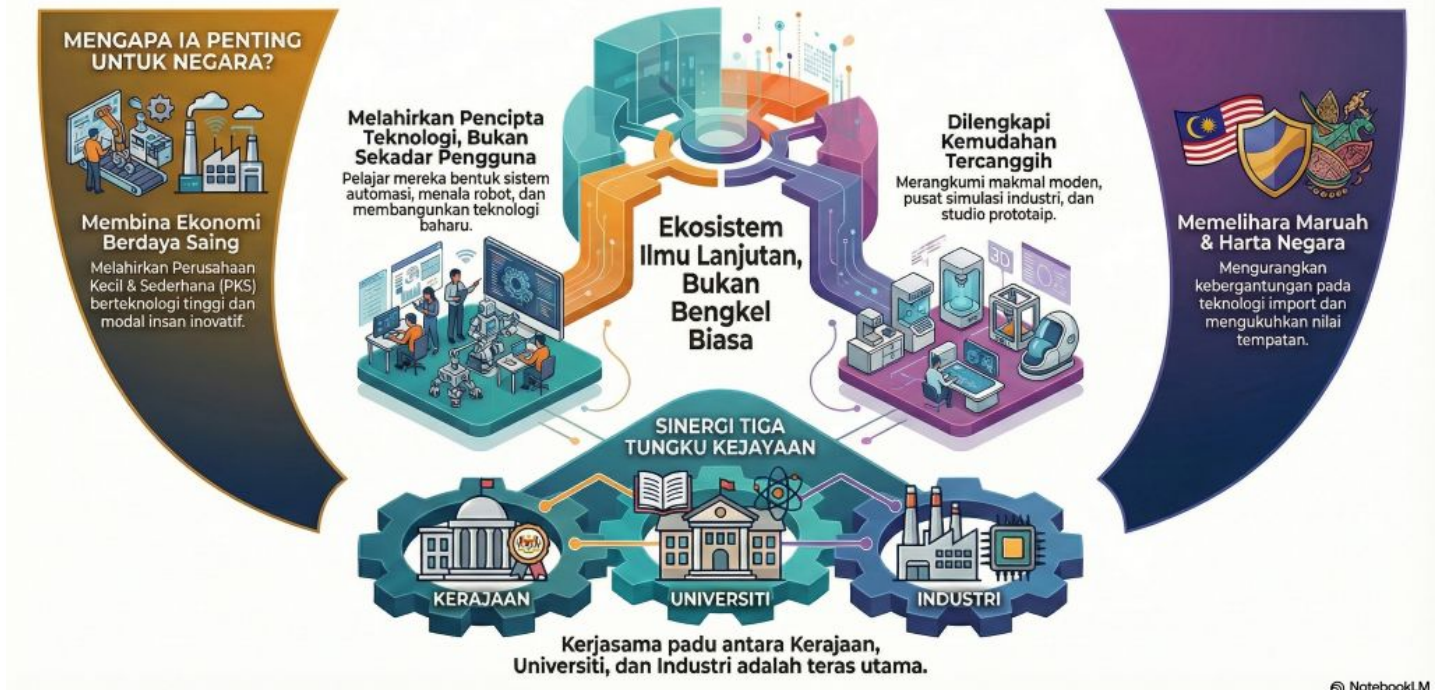 MENGAPA IA PENTING
UNTUK NEGARA?
Membina Ekonomi
Berdaya Saing
Melahirkan Perusahaan
Kecil & Sederhana (PKS)
berteknologi tinggi dan
modal insan inovatif.
Melahirkan Pencipta
Teknologi, Bukan
Sekadar Pengguna
Pelajar mereka bentuk sistem
automasi, menala robot, dan
membangunkan teknologi
baharu.
Ekosistem
Ilmu Lanjutan,
Bukan
Bengkel
Biasa
Dilengkapi
Kemudahan
Tercanggih
Merangkumi makmal moden,
pusat simulasi industri, dan
studio prototaip.
3D
Memelihara Maruah
& Harta Negara
Mengurangkan
kebergantungan pada
teknologi import dan
mengukuhkan nilai
tempatan.
SINERGI TIGA
TUNGKU KEJAYAAN
KERAJAAN
UNIVERSITI
INDUSTRI
Kerjasama padu antara Kerajaan,
Universiti, dan Industri adalah teras utama.
NotebookLM